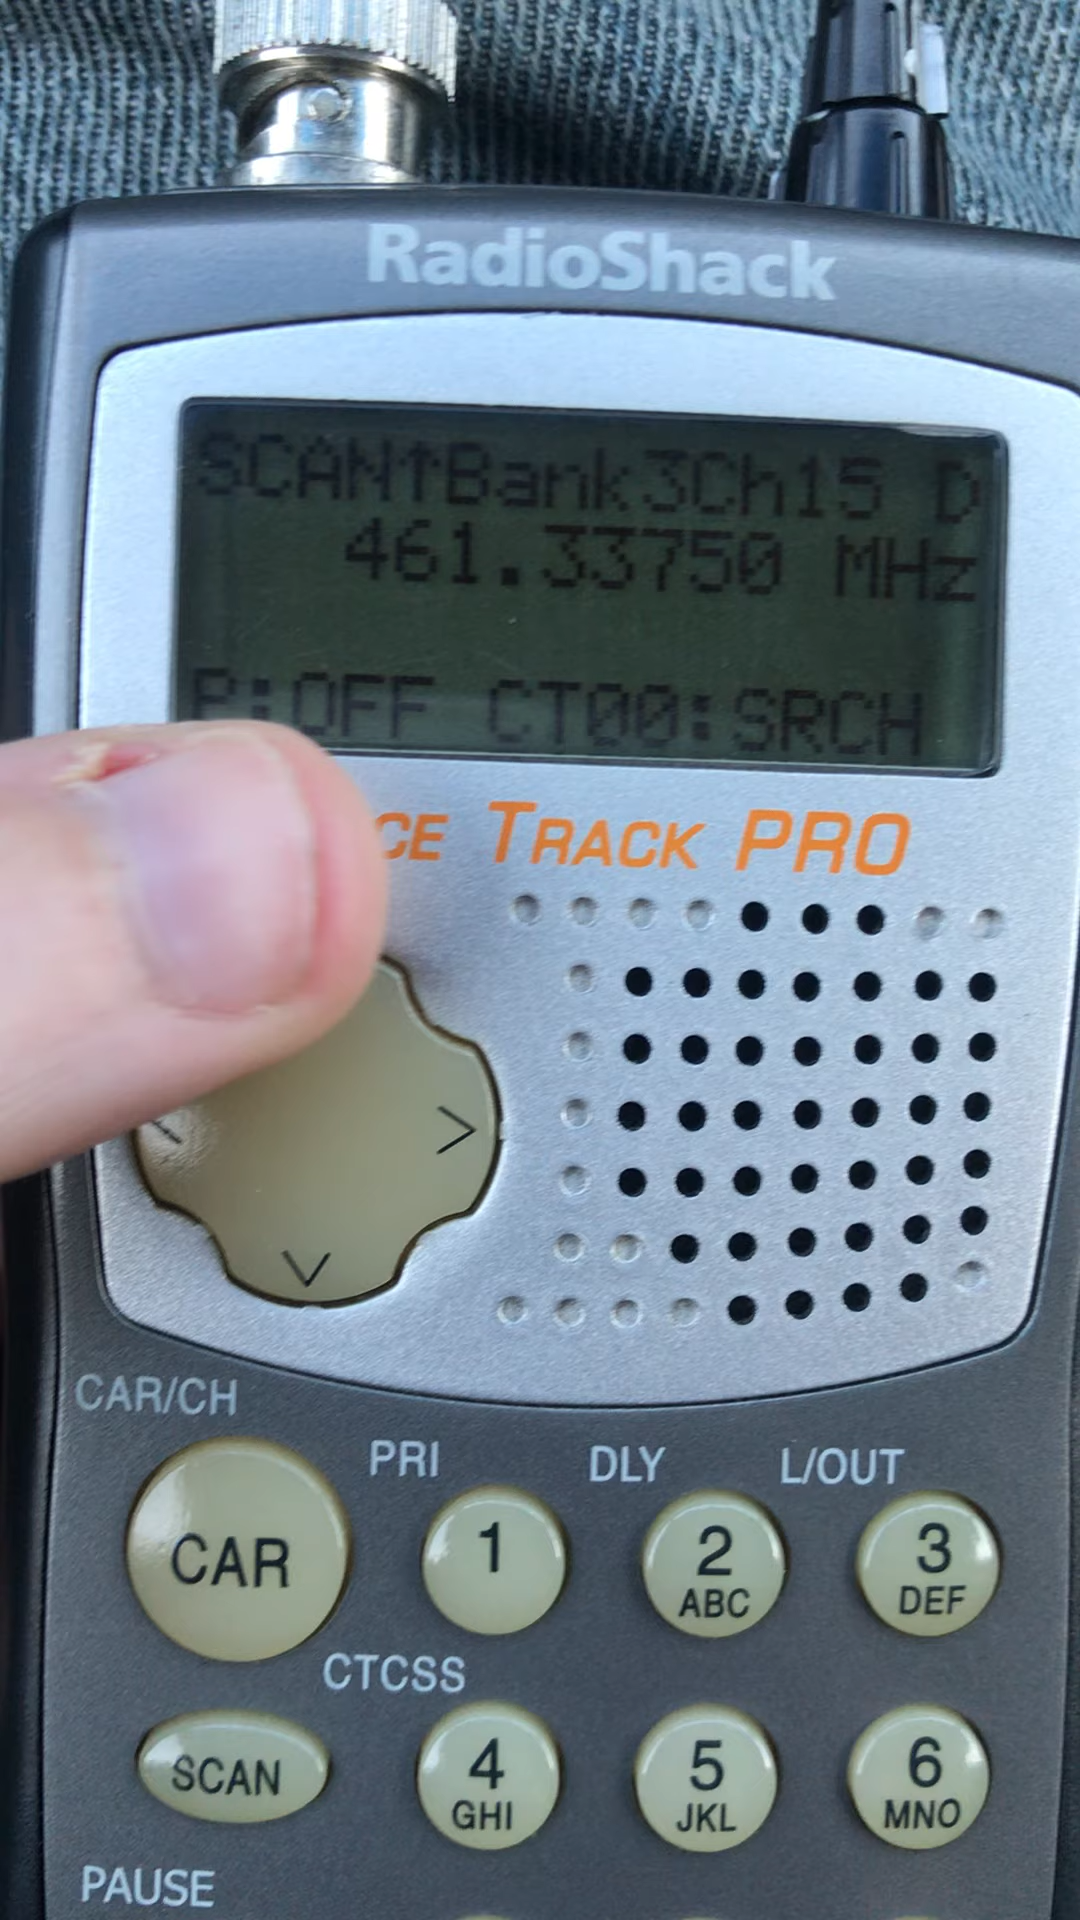 RadioShack
SCAN↑Bank3Ch15 D
461.33750 MHz
P:OFF CT00:SRCH
CE TRACK PRO
>
CAR/CH
PRI
DLY
L/OUT
CAR
1
2
ABC
3
DEF
CTCSS
SCAN
4
GHI
5
JKL
6
MNO
PAUSE